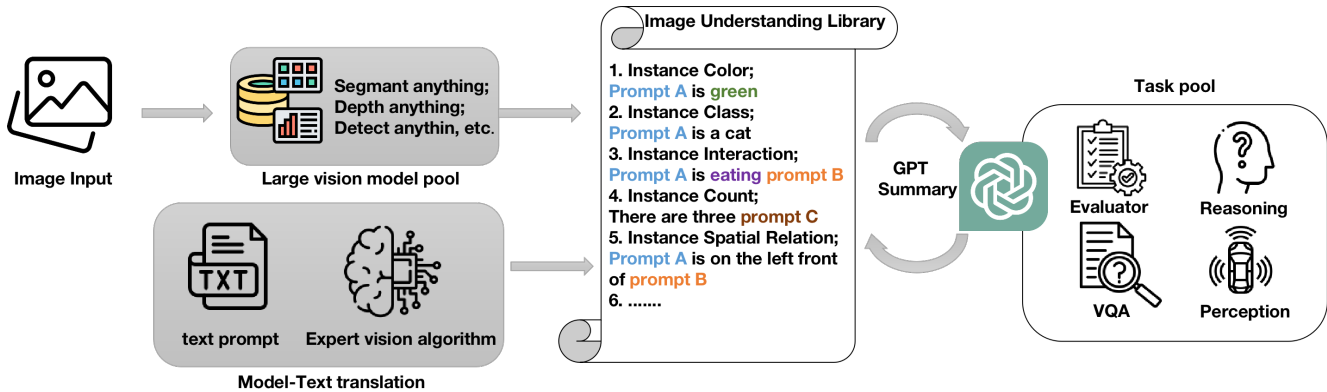 Image Input
Segmant anything;
Depth anything;
Detect anythin, etc.
Large vision model pool
TXT
text prompt
Expert vision algorithm
Model-Text translation
Image Understanding Library
1. Instance Color;
Prompt A is green
2. Instance Class;
Prompt A is a cat
3. Instance Interaction;
Prompt A is eating prompt B
4. Instance Count;
There are three prompt C
5. Instance Spatial Relation;
Prompt A is on the left front
of prompt B
6. .......
GPT
Summary
Task pool
Evaluator
Reasoning
VQA
Perception